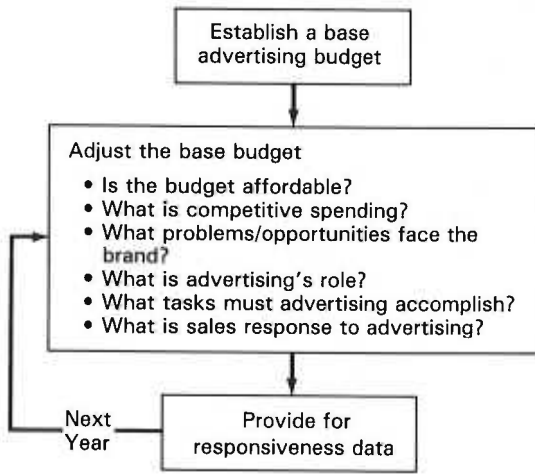 Establish a base
advertising budget
Adjust the base budget
• Is the budget affordable?
• What is competitive spending?
• What problems/opportunities face the
brand?
• What is advertising's role?
• What tasks must advertising accomplish?
• What is sales response to advertising?
Next
Year
Provide for
responsiveness data